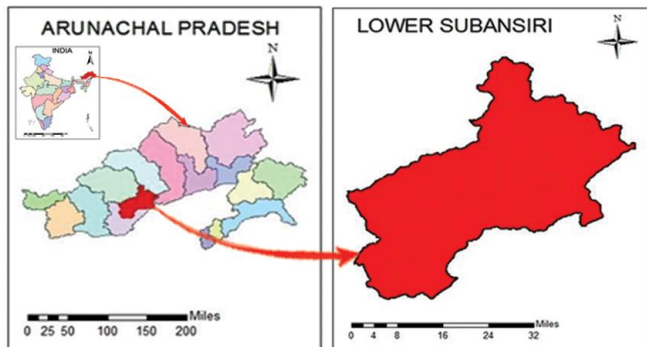 ARUNACHAL PRADESH
INDIA
N
N
Miles
0 25 50 100 150 200
LOWER SUBANSIRI
N
Miles
0 4 8 16 24 32